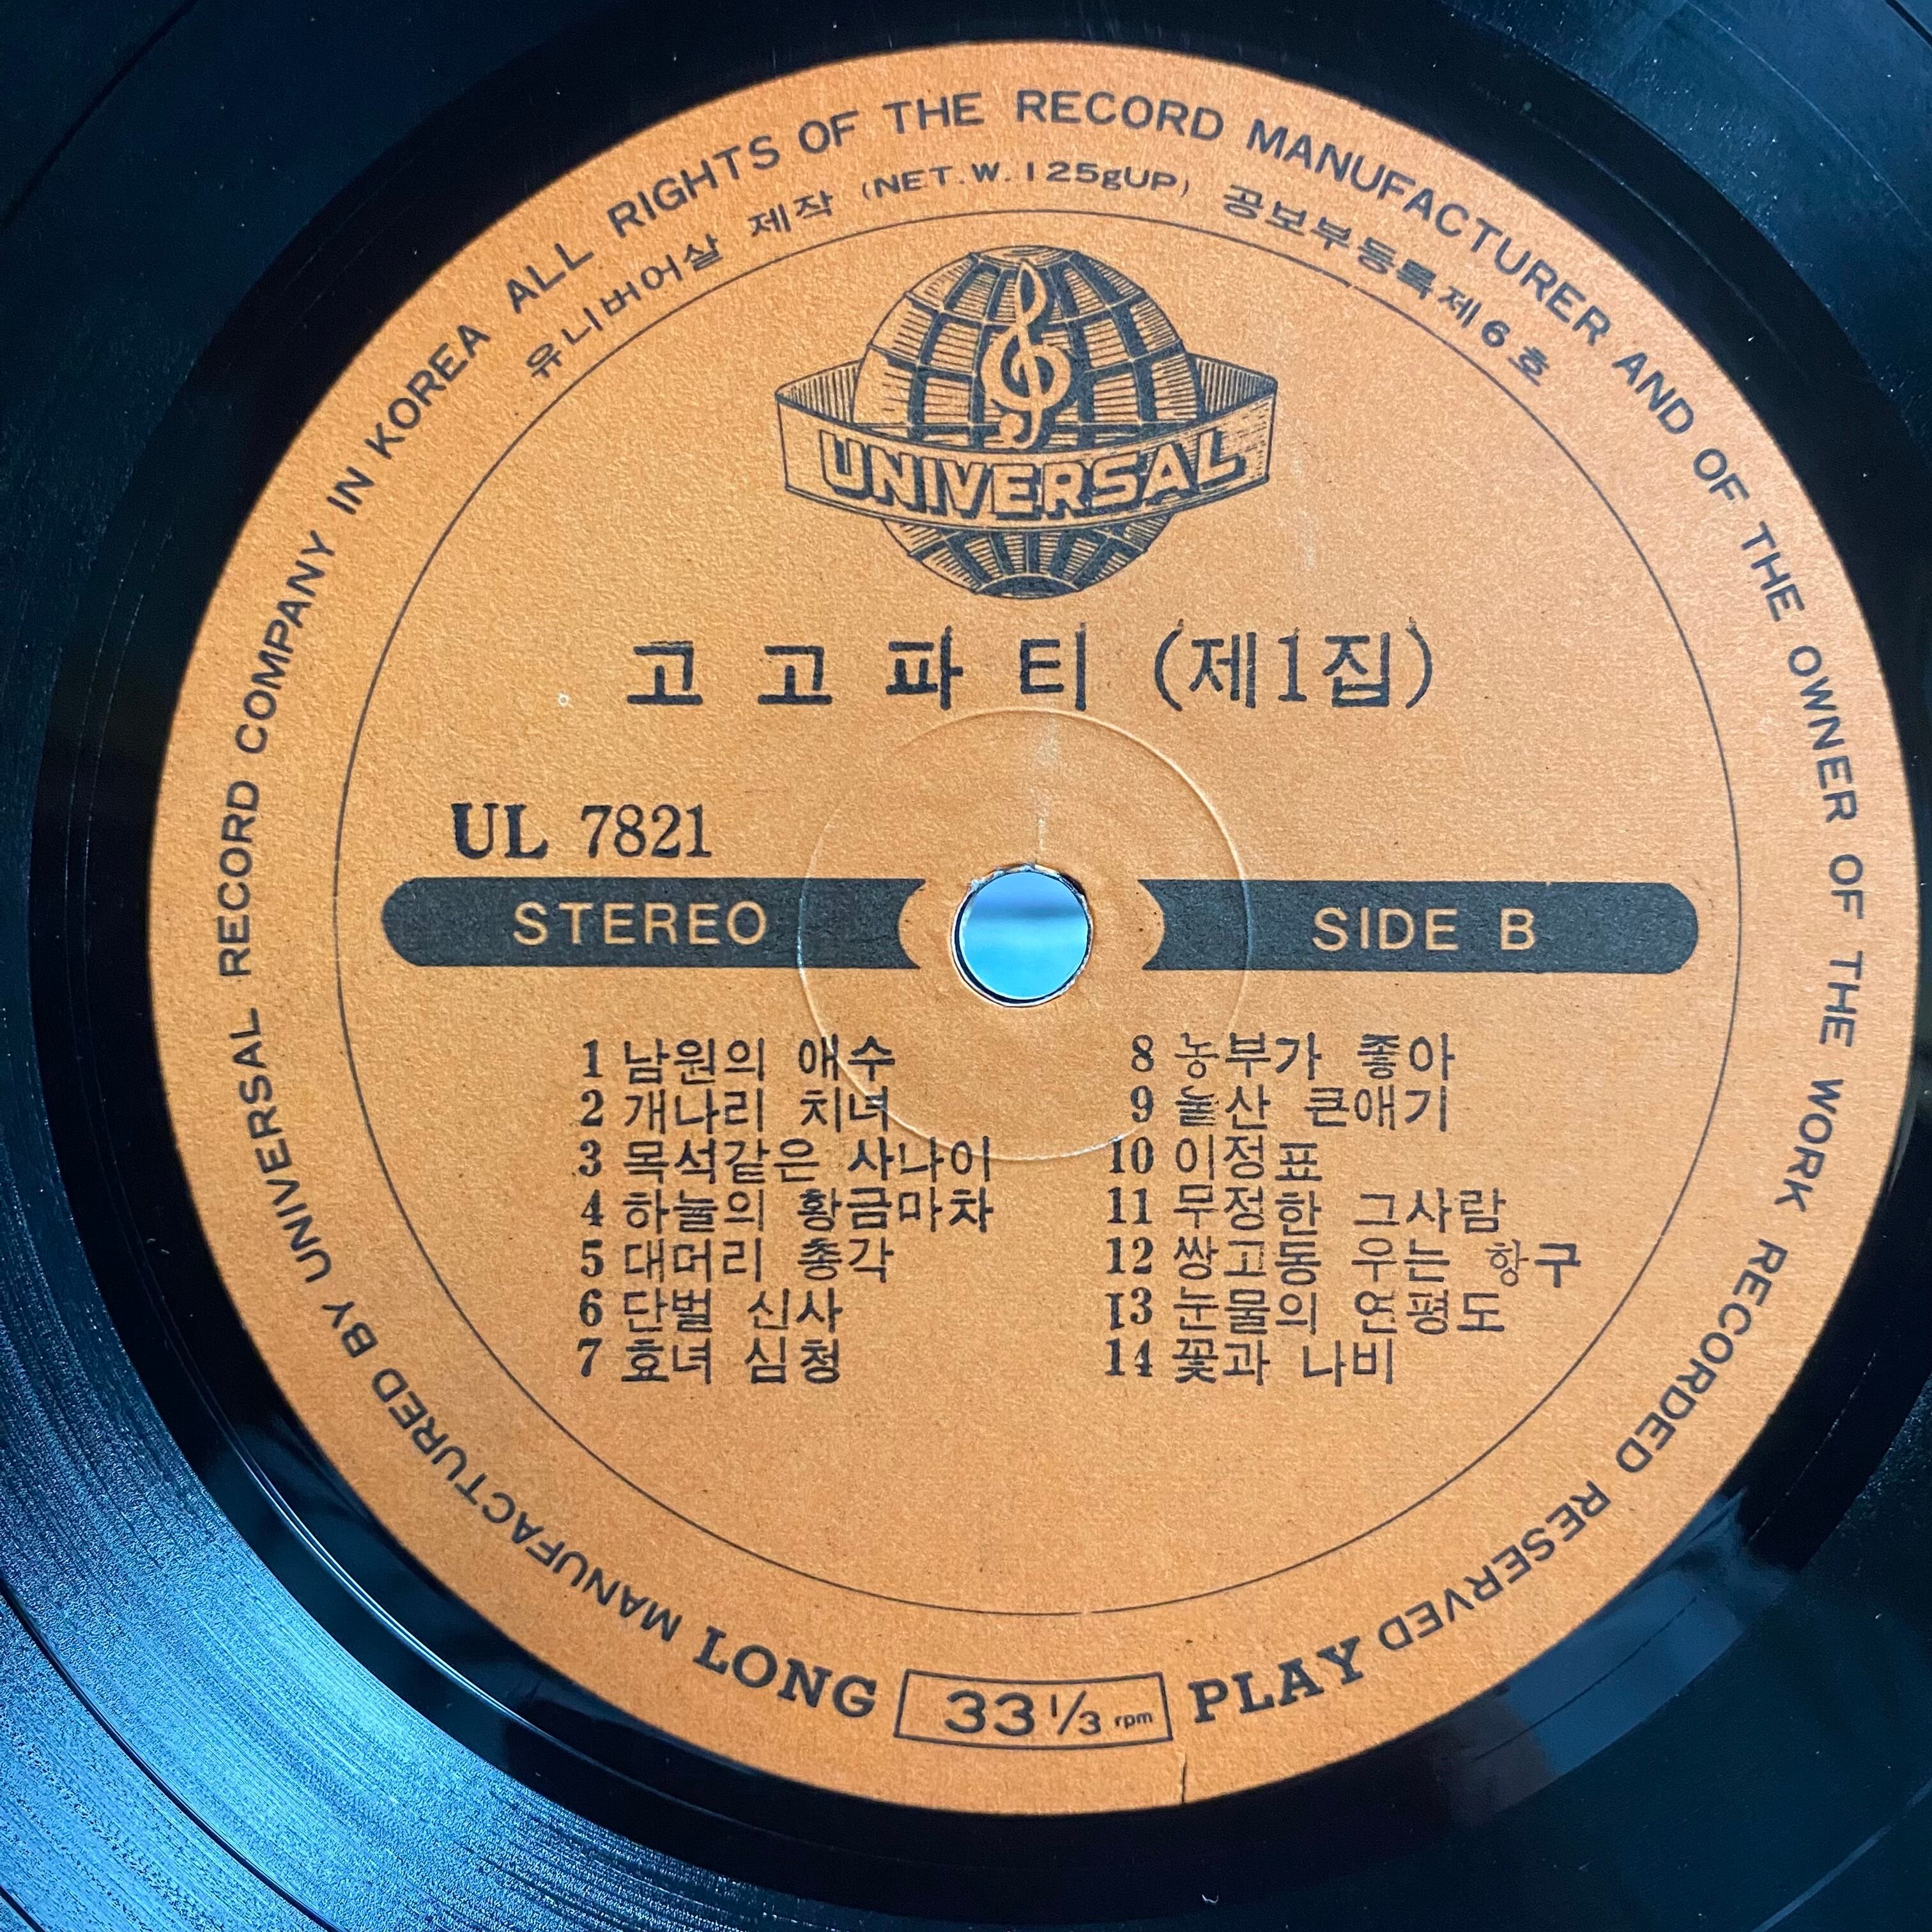 MANUFACTURED BY UNIVERSAL RECORD COMPANY IN KOREA ALL RIGHTS OF THE RECORD MANUFACTURER AND OF THE OWNER OF THE WORK RECORDED RESERVED
유니버어살 제작 (NET.W.125gUP) 공보부등록제6호
UNIVERSAL
고고파티 (제1집)
UL 7821
STEREO
SIDE B
1 남원의 애수
2 개나리 치녀
3 목석같은 사나이
4 하늘의 황금마차
5 대머리 총각
6 단벌 신사
7 효녀 심청
8 농부가 좋아
9 눌산 큰애기
10 이정표
11 무정한 그사람
12 쌍고동 우는 항구
13 눈물의 연평도
14 꽃과 나비
LONG 33 1/3 rpm PLAY